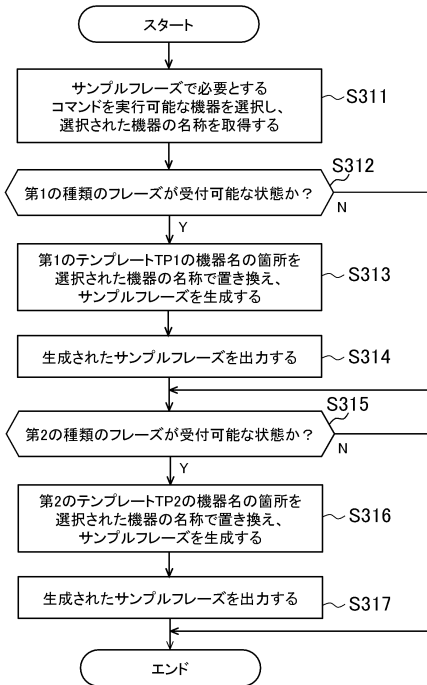 スタート
サンプルフレーズで必要とする
コマンドを実行可能な機器を選択し、
選択された機器の名称を取得する
S311
第1の種類のフレーズが受付可能な状態か？
S312
N
Y
第1のテンプレートTP1の機器名の箇所を
選択された機器の名称で置き換え、
サンプルフレーズを生成する
S313
生成されたサンプルフレーズを出力する
S314
第2の種類のフレーズが受付可能な状態か？
S315
N
Y
第2のテンプレートTP2の機器名の箇所を
選択された機器の名称で置き換え、
サンプルフレーズを生成する
S316
生成されたサンプルフレーズを出力する
S317
エンド